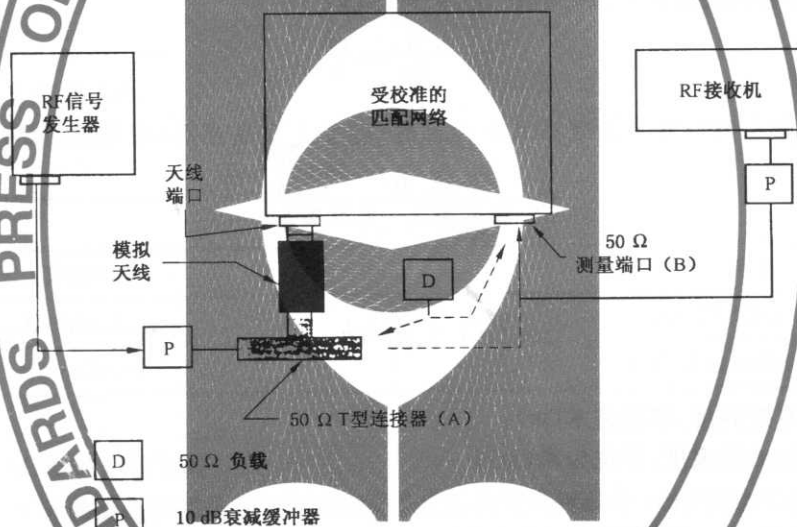 受校准的
匹配网络
RF信号
发生器
RF接收机
P
天线
端口
模拟
天线
D
50 Ω
测量端口（B）
P
50 Ω T型连接器（A）
D 50 Ω 负载
P 10 dB衰减缓冲器
PRESS